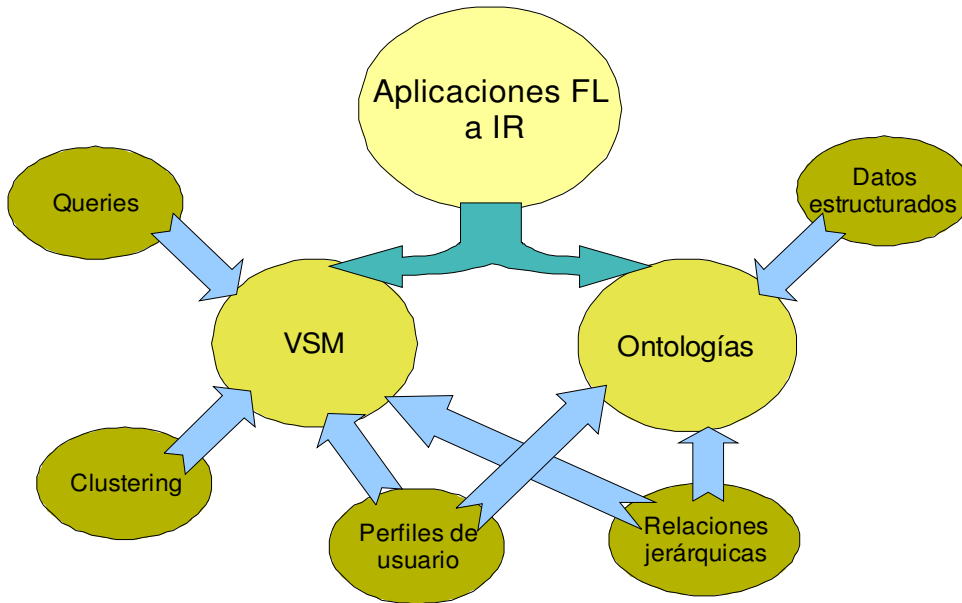 Aplicaciones FL
a IR
Queries
Datos
estructurados
VSM
Ontologías
Clustering
Perfiles de
usuario
Relaciones
jerárquicas